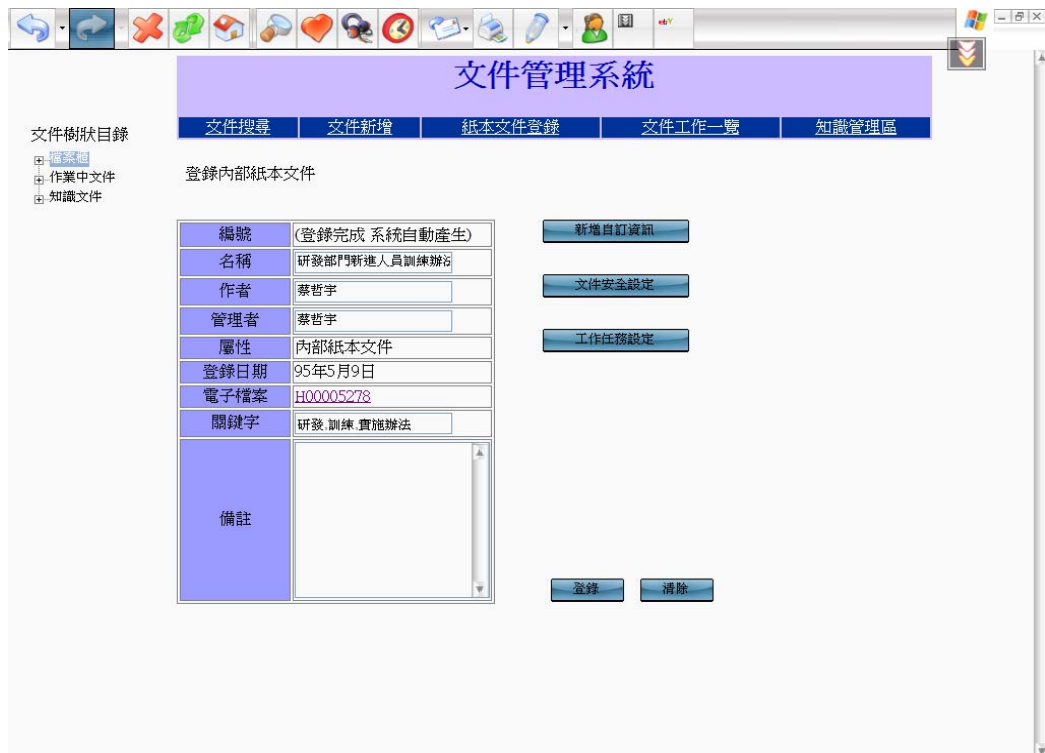 文件管理系統
文件搜尋 文件新增 紙本文件登錄 文件工作一覽 知識管理區
文件樹狀目錄
檔案櫃
作業中文件
知識文件
登錄內部紙本文件
編號 (登錄完成 系統自動產生)
名稱 研發部門新進人員訓練辦
作者 蔡哲宇
管理者 蔡哲宇
屬性 內部紙本文件
登錄日期 95年5月9日
電子檔案 H00005278
關鍵字 研發,訓練,實施辦法
備註
新增自訂資訊
文件安全設定
工作任務設定
登錄 清除